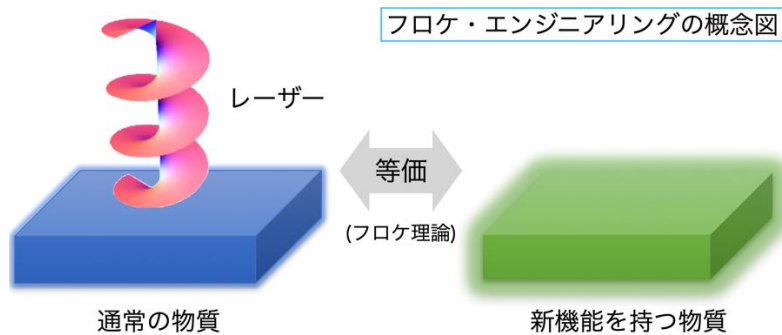 フロケ・エンジニアリングの概念図
レーザー
等価
(フロケ理論)
通常の物質
新機能を持つ物質